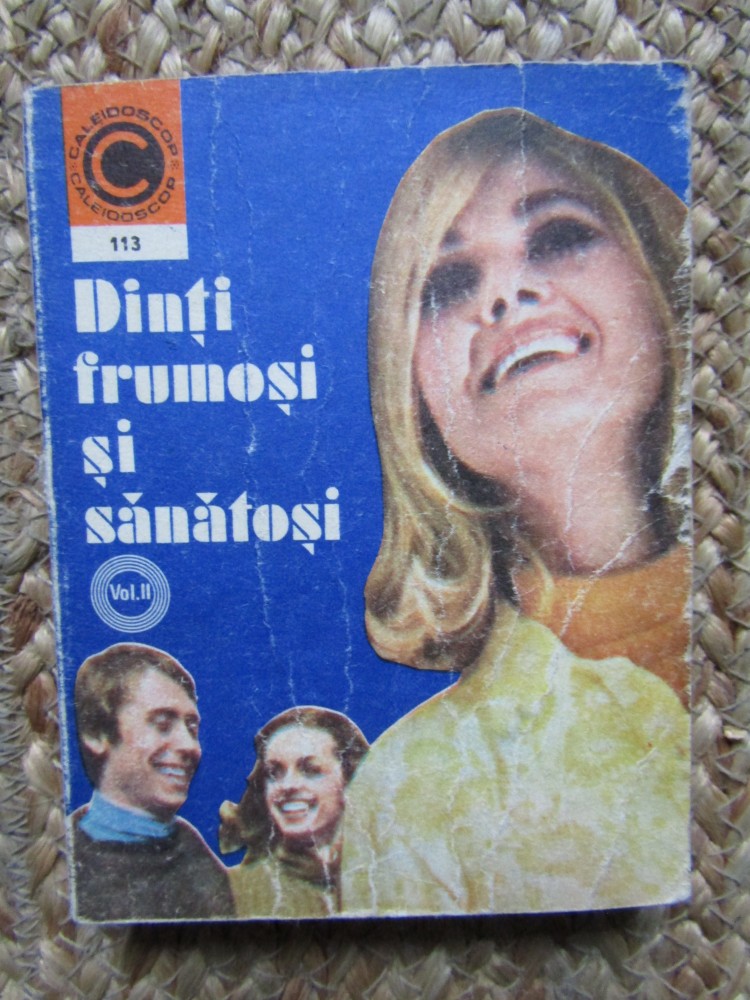 CALEIDOSCOP
CALEIDOSCOP
C
113
Dinți
frumoși
și
sănătoși
Vol. II